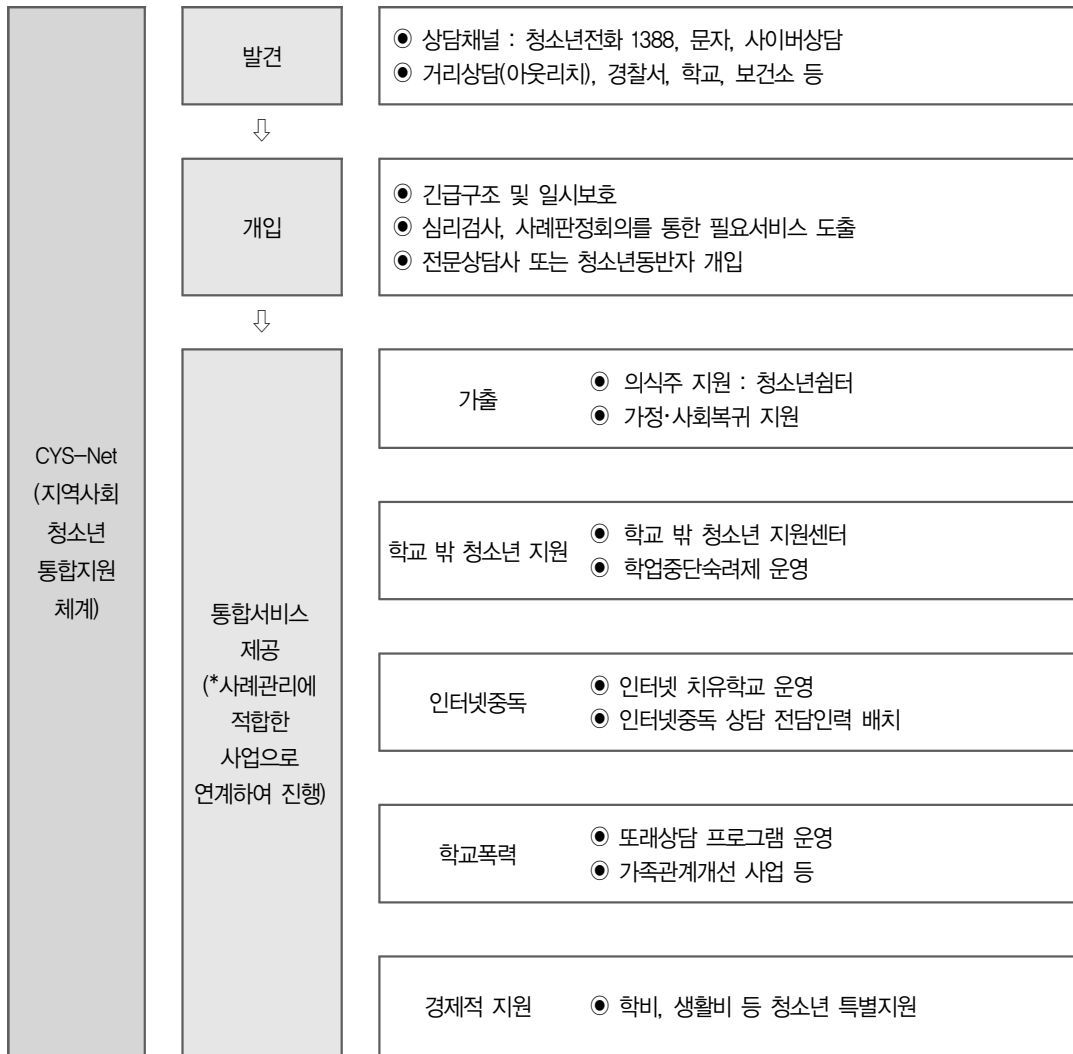 발견
◉ 상담채널 : 청소년전화 1388, 문자, 사이버상담
◉ 거리상담(아웃리치), 경찰서, 학교, 보건소 등
⇩
개입
◉ 긴급구조 및 일시보호
◉ 심리검사, 사례판정회의를 통한 필요서비스 도출
◉ 전문상담사 또는 청소년동반자 개입
⇩
CYS-Net
(지역사회
청소년
통합지원
체계)
통합서비스
제공
(*사례관리에
적합한
사업으로
연계하여 진행)
가출
◉ 의식주 지원 : 청소년쉼터
◉ 가정·사회복귀 지원
학교 밖 청소년 지원
◉ 학교 밖 청소년 지원센터
◉ 학업중단숙려제 운영
인터넷중독
◉ 인터넷 치유학교 운영
◉ 인터넷중독 상담 전담인력 배치
학교폭력
◉ 또래상담 프로그램 운영
◉ 가족관계개선 사업 등
경제적 지원
◉ 학비, 생활비 등 청소년 특별지원